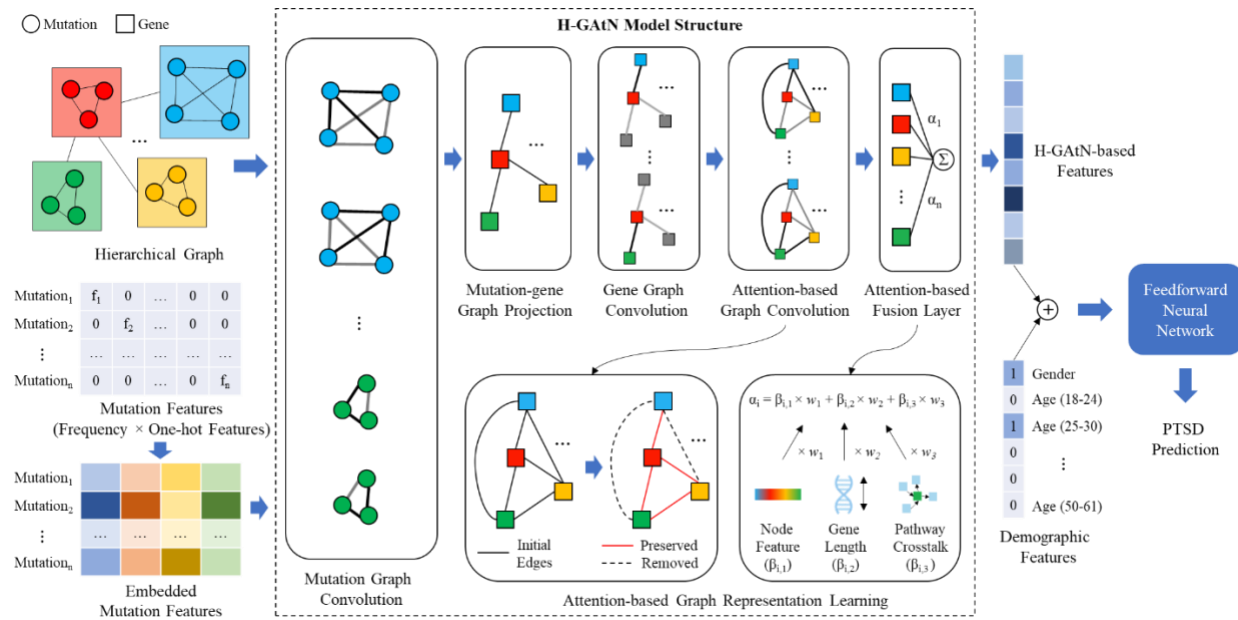 Mutation
Gene
Hierarchical Graph
...
Mutation₁ f₁ 0 … 0 0
Mutation₂ 0 f₂ … 0 0
⋮ … … … … …
Mutationₙ 0 0 … 0 fₙ
Mutation Features
(Frequency × One-hot Features)
Mutation₁
Mutation₂
⋮ … … … …
Mutationₙ
Embedded
Mutation Features
H-GAtN Model Structure
⋮
Mutation Graph
Convolution
...
Mutation-gene
Graph Projection
...
⋮
...
Gene Graph
Convolution
...
⋮
...
Attention-based
Graph Convolution
α₁
Σ
⋮
αₙ
Attention-based
Fusion Layer
...
...
Initial
Edges
Preserved
Removed
αᵢ = βᵢ,₁ × w₁ + βᵢ,₂ × w₂ + βᵢ,₃ × w₃
× w₁
× w₂
× w₃
Node
Feature
(βᵢ,₁)
Gene
Length
(βᵢ,₂)
Pathway
Crosstalk
(βᵢ,₃)
Attention-based Graph Representation Learning
H-GAtN-based
Features
+
1 Gender
0 Age (18-24)
1 Age (25-30)
0
⋮
0
0 Age (50-61)
Demographic
Features
Feedforward
Neural
Network
PTSD
Prediction